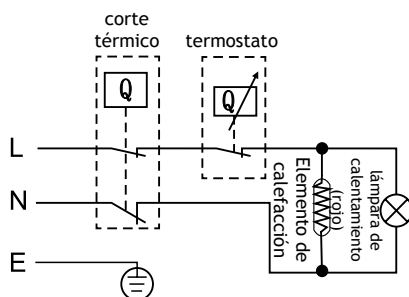 corte
térmico
termostato
Q
Q
L
N
E
Elemento de
calefacción
lámpara de
calentamiento
(rojo)